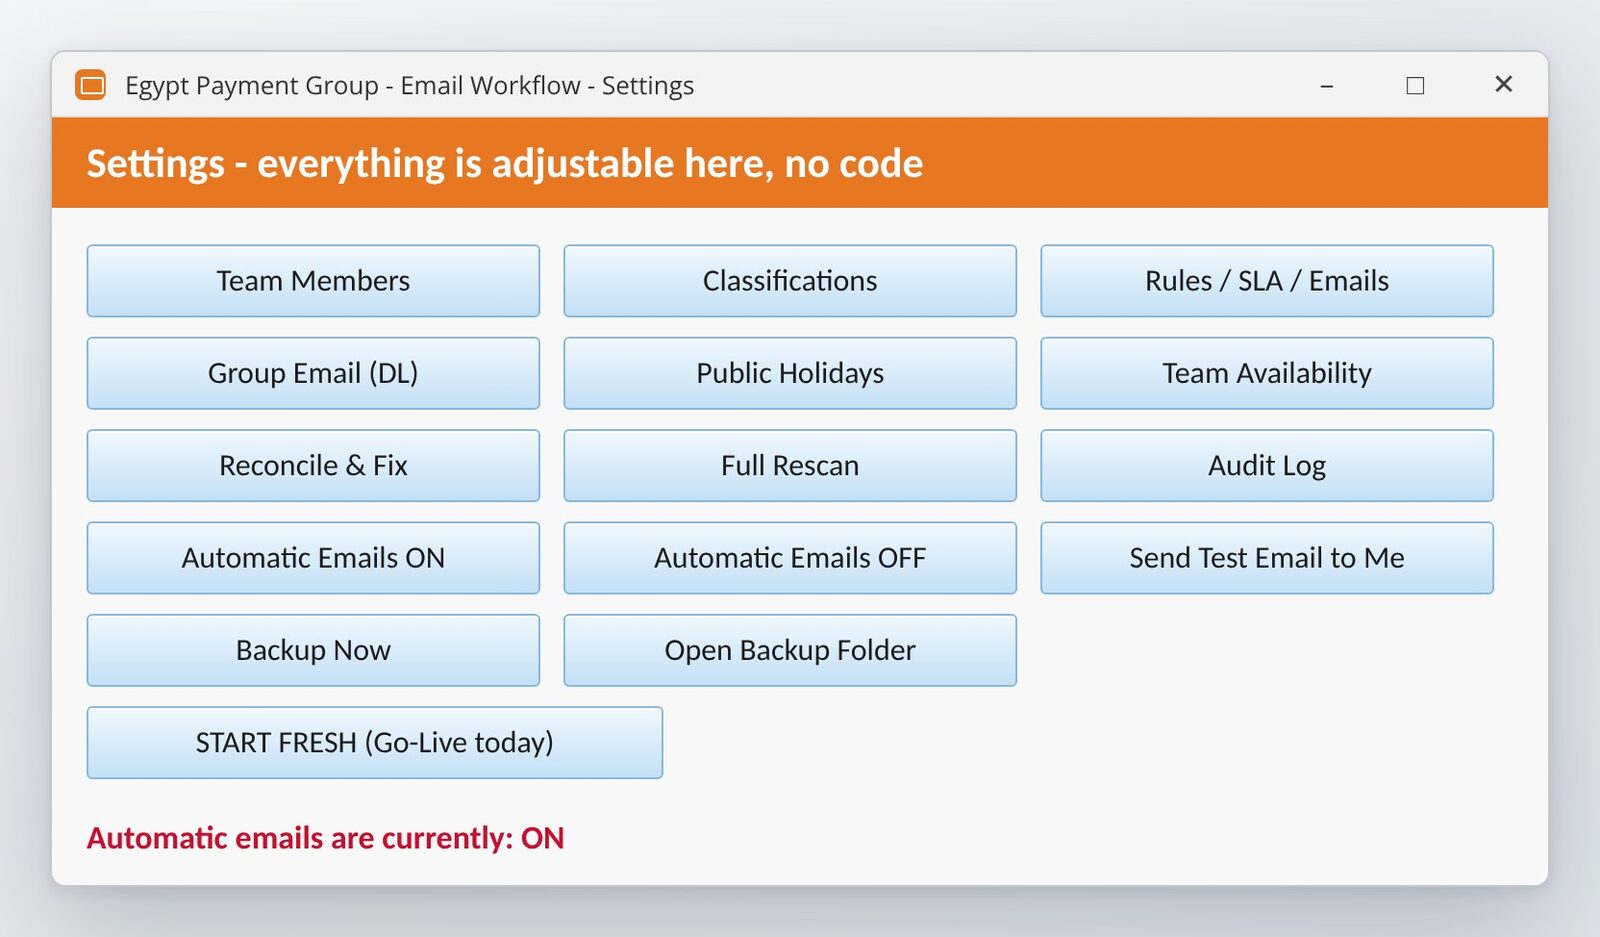 Egypt Payment Group - Email Workflow - Settings
Settings - everything is adjustable here, no code
Team Members
Classifications
Rules / SLA / Emails
Group Email (DL)
Public Holidays
Team Availability
Reconcile & Fix
Full Rescan
Audit Log
Automatic Emails ON
Automatic Emails OFF
Send Test Email to Me
Backup Now
Open Backup Folder
START FRESH (Go-Live today)
Automatic emails are currently: ON